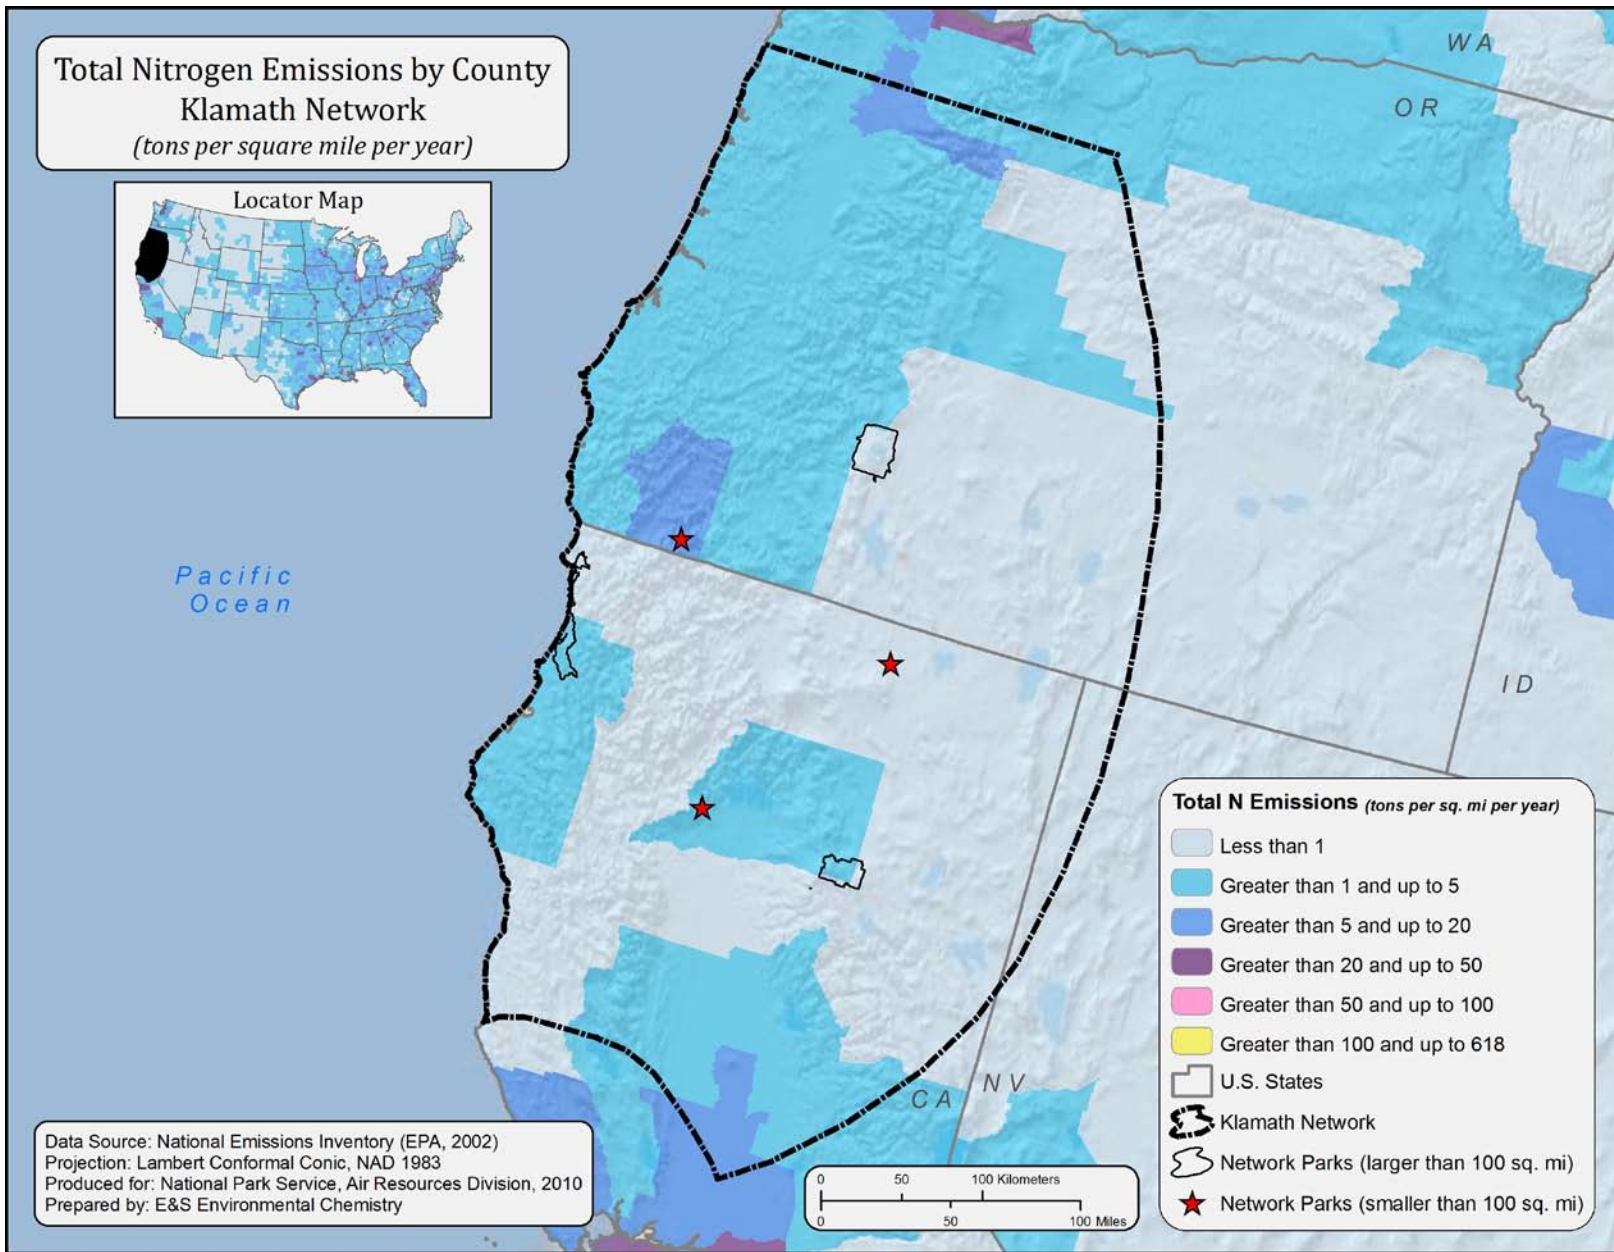 Total Nitrogen Emissions by County
Klamath Network
(tons per square mile per year)
Locator Map
WA
OR
Pacific
Ocean
ID
CA
NV
Total N Emissions (tons per sq. mi per year)
Less than 1
Greater than 1 and up to 5
Greater than 5 and up to 20
Greater than 20 and up to 50
Greater than 50 and up to 100
Greater than 100 and up to 618
U.S. States
Klamath Network
Network Parks (larger than 100 sq. mi)
Network Parks (smaller than 100 sq. mi)
Data Source: National Emissions Inventory (EPA, 2002)
Projection: Lambert Conformal Conic, NAD 1983
Produced for: National Park Service, Air Resources Division, 2010
Prepared by: E&S Environmental Chemistry
0 50 100 Kilometers
0 50 100 Miles